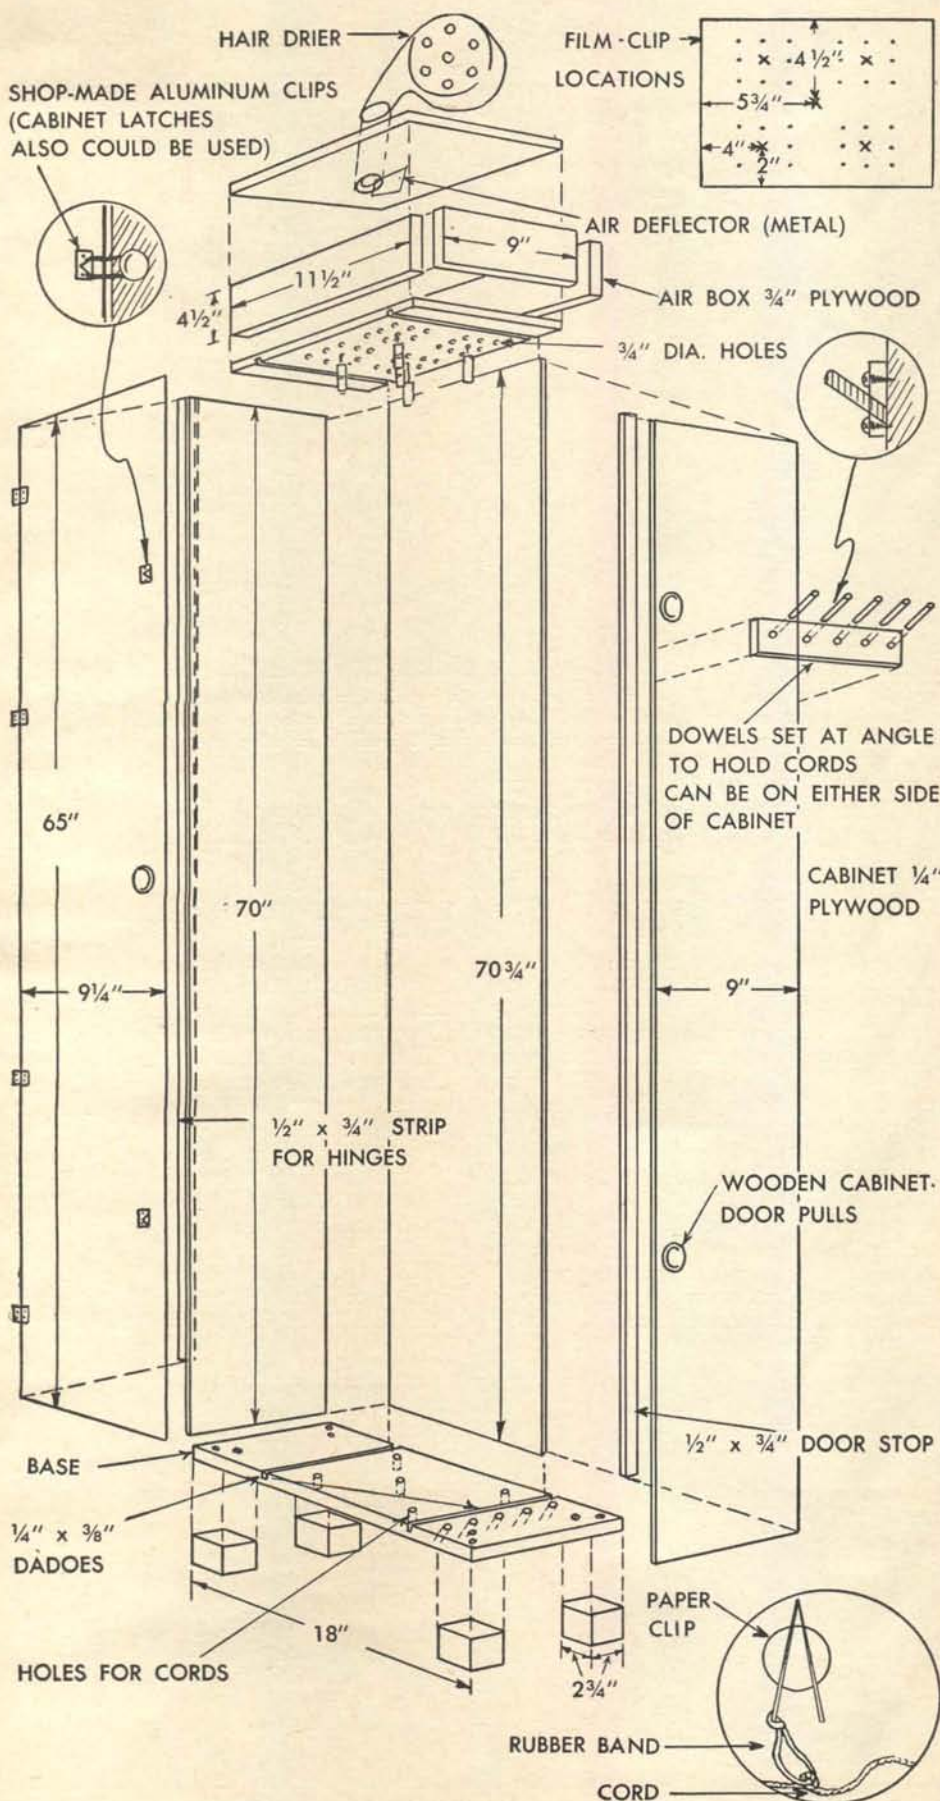 HAIR DRIER
FILM-CLIP
LOCATIONS
4 1/2"
5 3/4"
4"
2"
SHOP-MADE ALUMINUM CLIPS
(CABINET LATCHES
ALSO COULD BE USED)
AIR DEFLECTOR (METAL)
9"
11 1/2"
4 1/2"
AIR BOX 3/4" PLYWOOD
3/4" DIA. HOLES
DOWELS SET AT ANGLE
TO HOLD CORDS
CAN BE ON EITHER SIDE
OF CABINET
65"
CABINET 1/4"
PLYWOOD
70"
70 3/4"
9 1/4"
9"
1/2" x 3/4" STRIP
FOR HINGES
WOODEN CABINET-
DOOR PULLS
1/2" x 3/4" DOOR STOP
BASE
1/4" x 3/8"
DADOES
18"
HOLES FOR CORDS
2 3/4"
PAPER
CLIP
RUBBER BAND
CORD